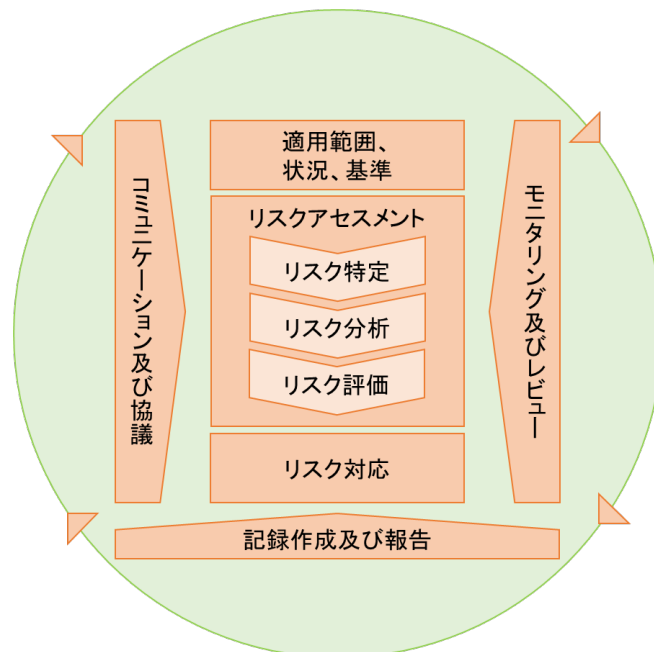 適用範囲、
状況、基準
コミュニケーション及び協議
リスクアセスメント
リスク特定
リスク分析
リスク評価
モニタリング及びレビュー
リスク対応
記録作成及び報告